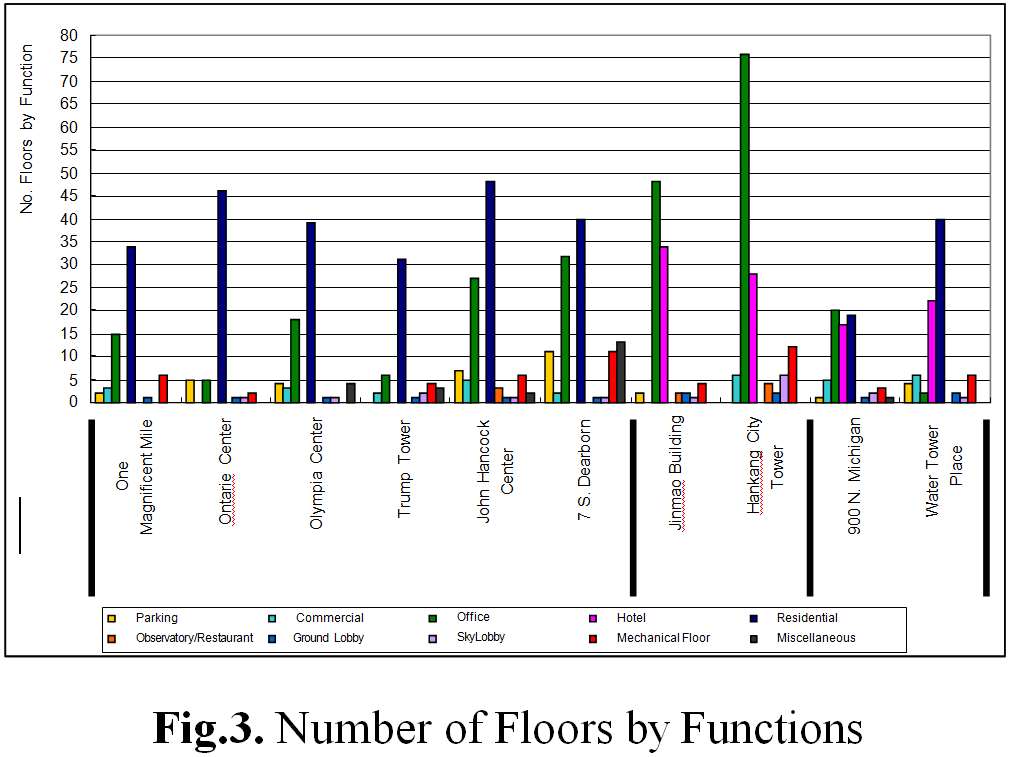 No. Floors by Function
80
75
70
65
60
55
50
45
40
35
30
25
20
15
10
5
0
One
Magnificent Mile
Ontarie Center
Olympia Center
Trump Tower
John Hancock
Center
7 S. Dearborn
Jinmao Building
Hankang City
Tower
900 N. Michigan
Water Tower
Place
Parking Commercial Office Hotel Residential
Observatory/Restaurant Ground Lobby SkyLobby Mechanical Floor Miscellaneous
Fig.3. Number of Floors by Functions